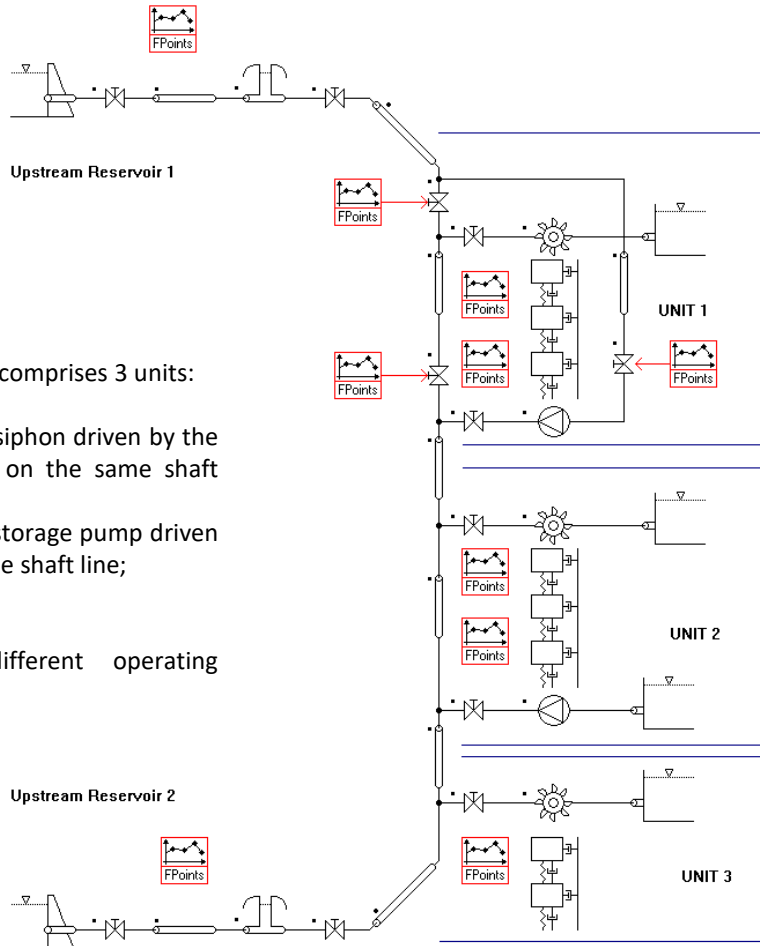 FPoints
Upstream Reservoir 1
FPoints
FPoints
UNIT 1
comprises 3 units:
FPoints
FPoints
FPoints
siphon driven by the
on the same shaft
storage pump driven
e shaft line;
FPoints
FPoints
UNIT 2
ifferent operating
Upstream Reservoir 2
FPoints
FPoints
UNIT 3